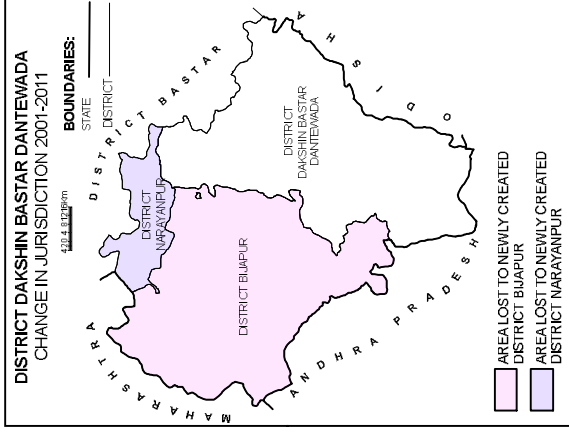 DISTRICT DAKSHIN BASTAR DANTEWADA
CHANGE IN JURISDICTION 2001-2011
BOUNDARIES:
STATE
DISTRICT
DISTRICT BASTAR
MAHARASHTRA
DISTRICT
NARAYANPUR
DISTRICT BIJAPUR
DISTRICT
DAKSHIN BASTAR
DANTEWADA
ODISHA
ANDHRA PRADESH
AREA LOST TO NEWLY CREATED
DISTRICT BIJAPUR
AREA LOST TO NEWLY CREATED
DISTRICT NARAYANPUR